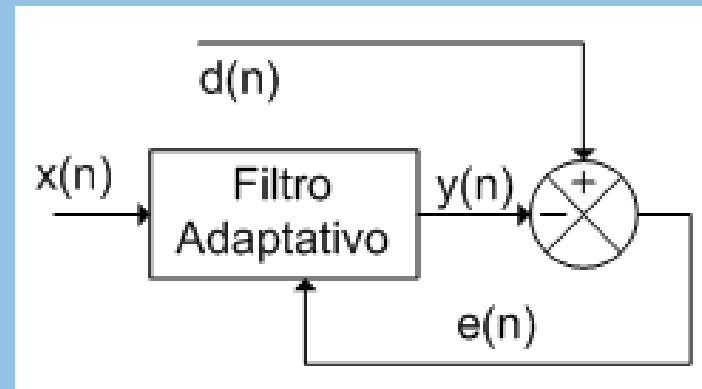 d(n)
x(n)
Filtro
Adaptativo
y(n)
+
−
e(n)